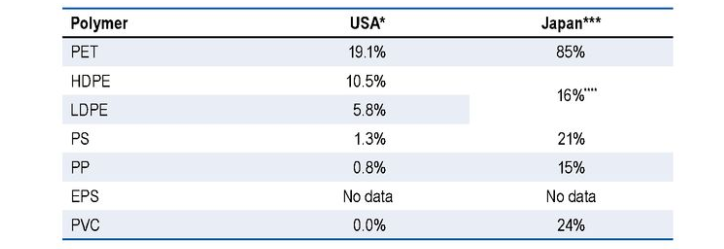 Polymer USA* Japan***
PET 19.1% 85%
HDPE 10.5%
16%****
LDPE 5.8%
PS 1.3% 21%
PP 0.8% 15%
EPS No data No data
PVC 0.0% 24%